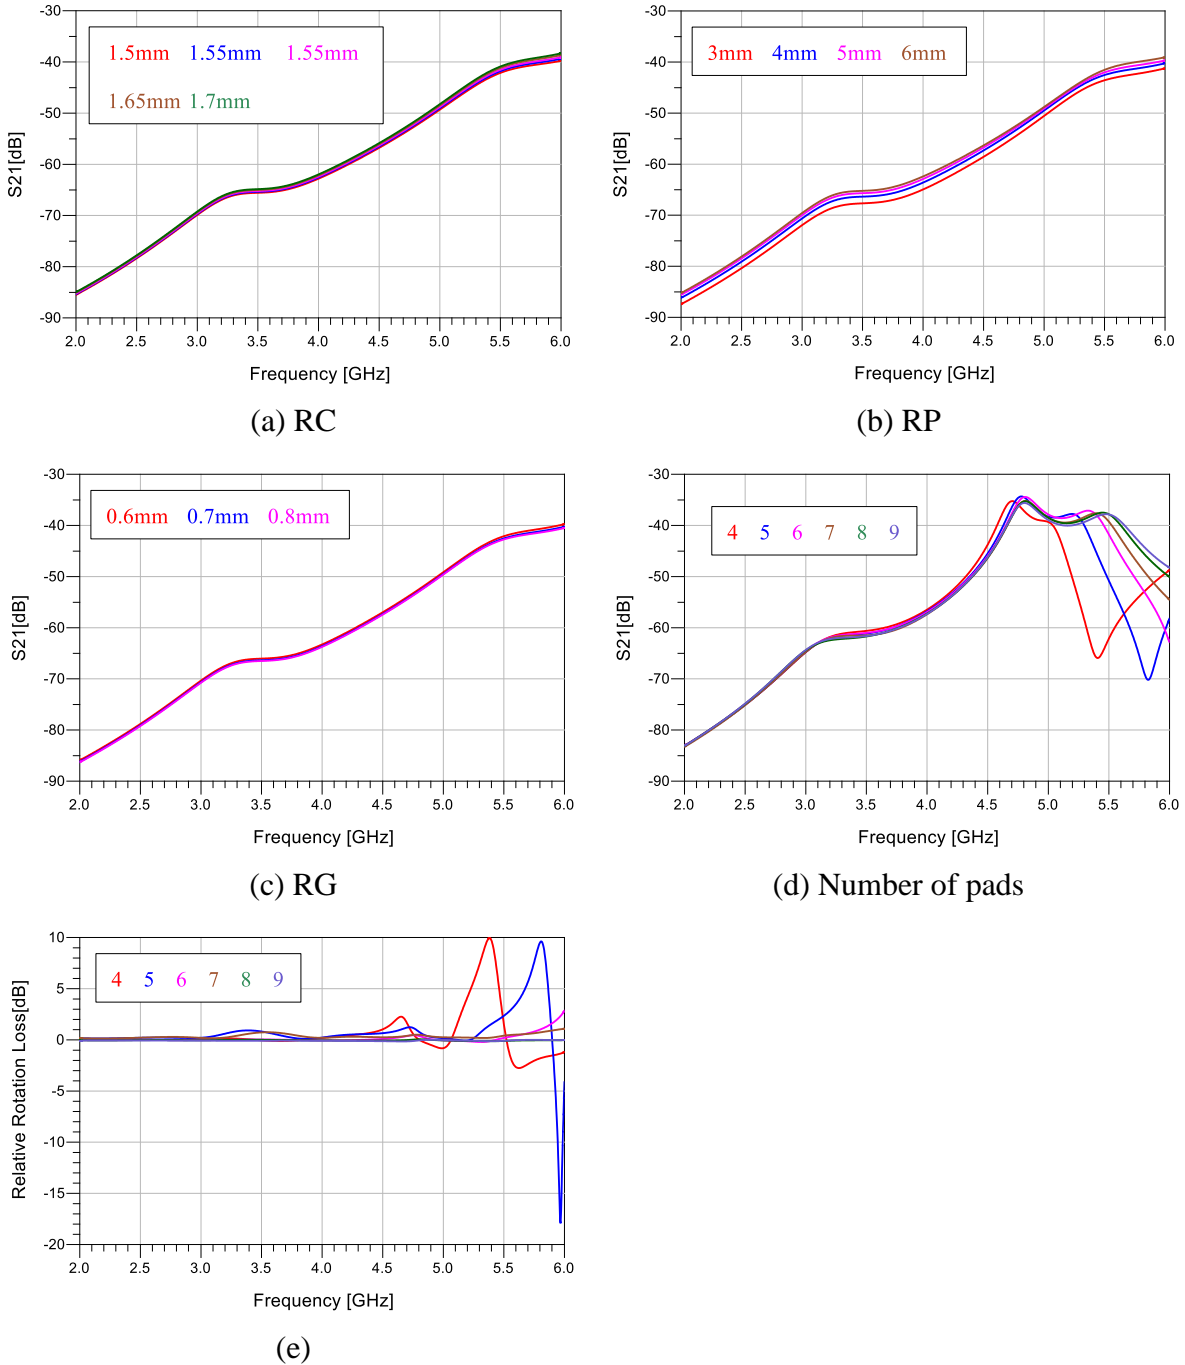 -30
-40
-50
-60
-70
-80
-90
S21[dB]
1.5mm 1.55mm 1.55mm
1.65mm 1.7mm
2.0 2.5 3.0 3.5 4.0 4.5 5.0 5.5 6.0
Frequency [GHz]
(a) RC
-30
-40
-50
-60
-70
-80
-90
S21[dB]
3mm 4mm 5mm 6mm
2.0 2.5 3.0 3.5 4.0 4.5 5.0 5.5 6.0
Frequency [GHz]
(b) RP
-30
-40
-50
-60
-70
-80
-90
S21[dB]
0.6mm 0.7mm 0.8mm
2.0 2.5 3.0 3.5 4.0 4.5 5.0 5.5 6.0
Frequency [GHz]
(c) RG
-30
-40
-50
-60
-70
-80
-90
S21[dB]
4 5 6 7 8 9
2.0 2.5 3.0 3.5 4.0 4.5 5.0 5.5 6.0
Frequency [GHz]
(d) Number of pads
10
5
0
-5
-10
-15
-20
Relative Rotation Loss[dB]
4 5 6 7 8 9
2.0 2.5 3.0 3.5 4.0 4.5 5.0 5.5 6.0
Frequency [GHz]
(e)